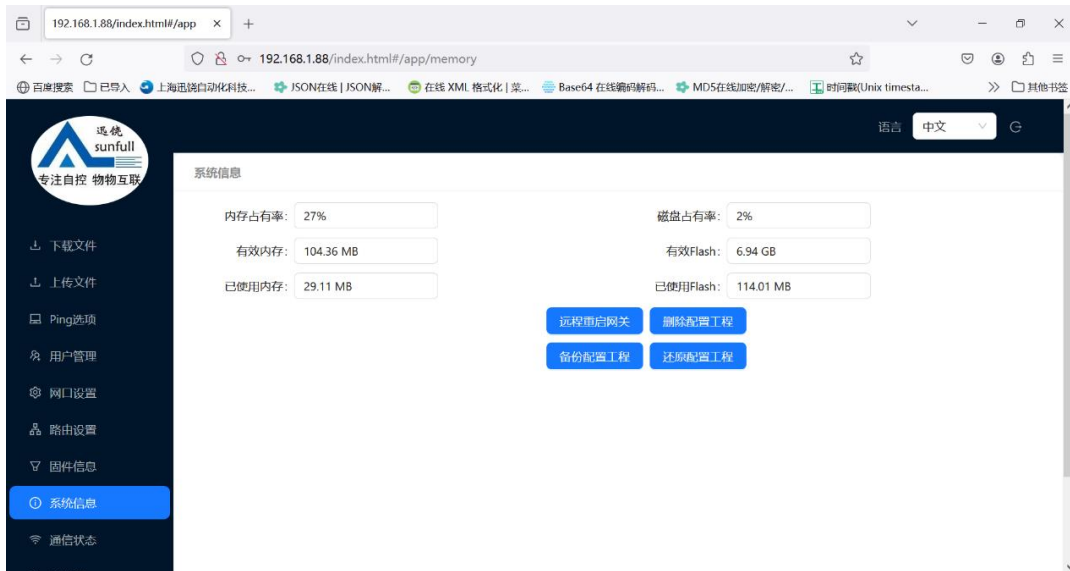 192.168.1.88/index.html#/app
192.168.1.88/index.html#/app/memory
百度搜索 已导入 上海迅饶自动化科技... JSON在线 | JSON解... 在线 XML 格式化 | 菜... Base64 在线编码解码... MD5在线加密/解密/... 时间戳(Unix timesta... 其他书签
迅饶
sunfull
专注自控 物物互联
语言 中文
系统信息
内存占有率: 27% 磁盘占有率: 2%
有效内存: 104.36 MB 有效Flash: 6.94 GB
已使用内存: 29.11 MB 已使用Flash: 114.01 MB
远程重启网关 删除配置工程
备份配置工程 还原配置工程
下载文件
上传文件
Ping选项
用户管理
网口设置
路由设置
固件信息
系统信息
通信状态